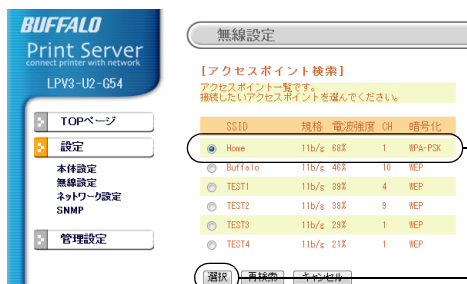 BUFFALO
Print Server
connect printer with network
LPV3-U2-G54
TOPページ
設定
本体設定
無線設定
ネットワーク設定
SNMP
管理設定
無線設定
[アクセスポイント検索]
アクセスポイント一覧です。
接続したいアクセスポイントを選んでください。
SSID 規格 電波強度 CH 暗号化
Home 11b/g 68% 1 WPA-PSK
Buffalo 11b/g 46% 10 WEP
TEST1 11b/g 39% 4 WEP
TEST2 11b/g 38% 9 WEP
TEST3 11b/g 29% 1 WEP
TEST4 11b/g 21% 1 WEP
選択 再検索 キャンセル